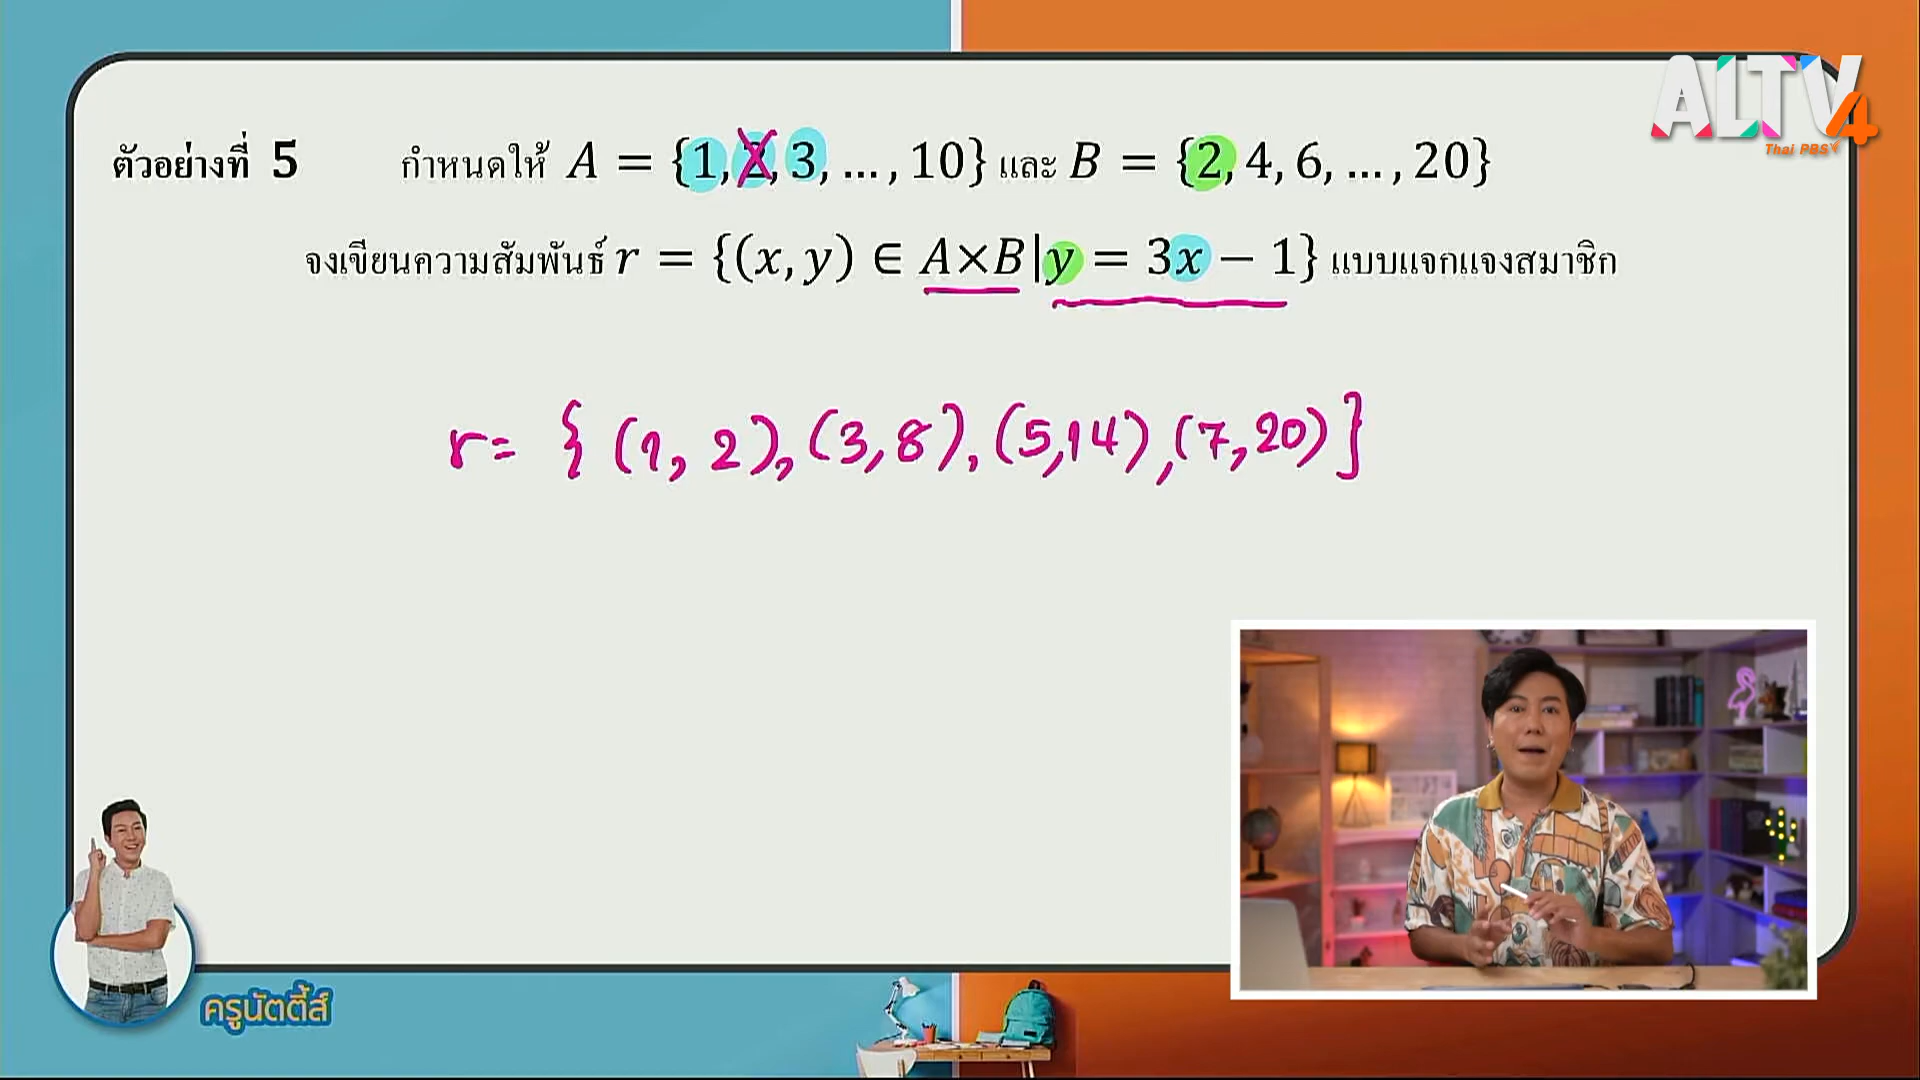 ALTV4
Thai PBS
ตัวอย่างที่ 5 กำหนดให้ A = {1, 2, 3, … , 10} และ B = {2, 4, 6, … , 20}
จงเขียนความสัมพันธ์ r = {(x, y) ∈ A×B|y = 3x − 1} แบบแจกแจงสมาชิก
r = { (1, 2), (3, 8), (5, 14), (7, 20) }
ครูนัตตี้ส์